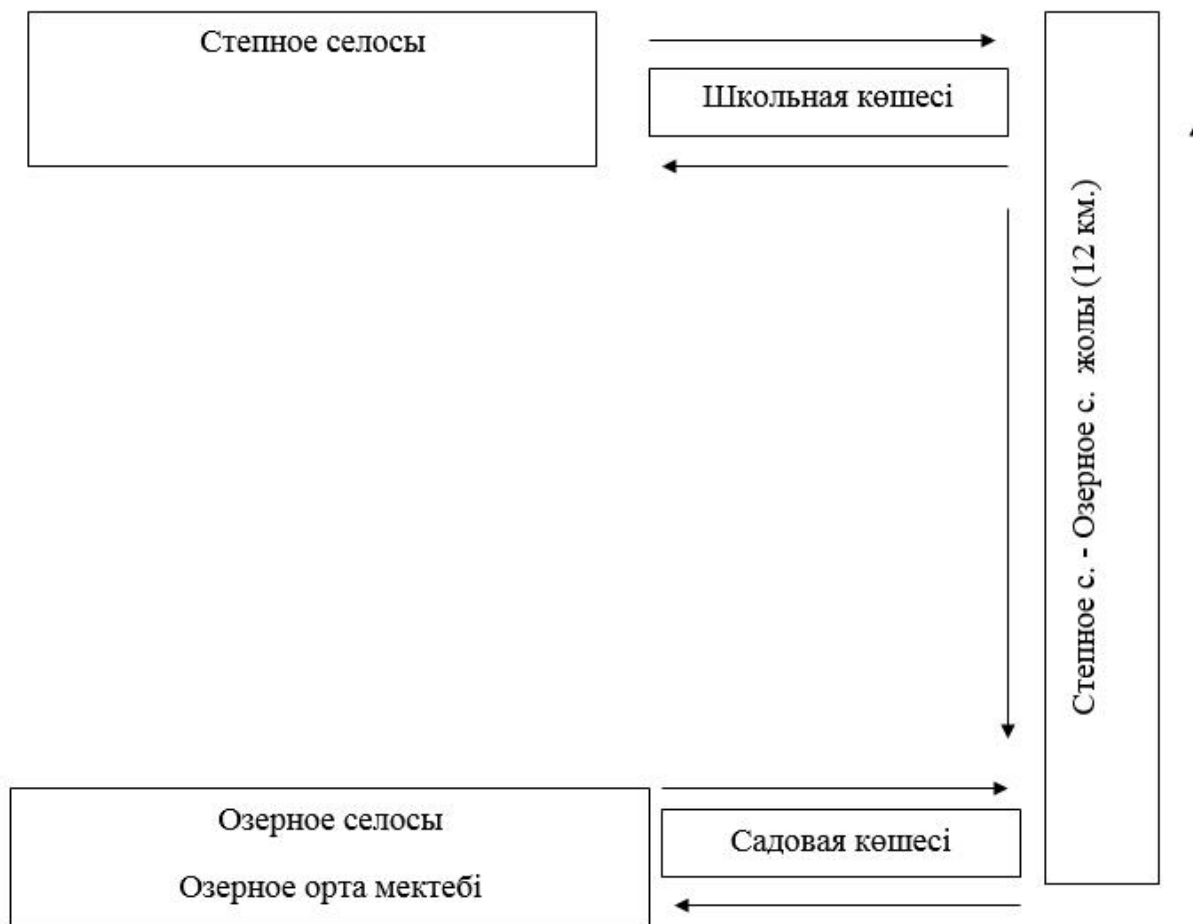 Степное селосы
Школьная көшесі
Степное с. - Озерное с. жолы (12 км.)
Озерное селосы
Озерное орта мектебі
Садовая көшесі